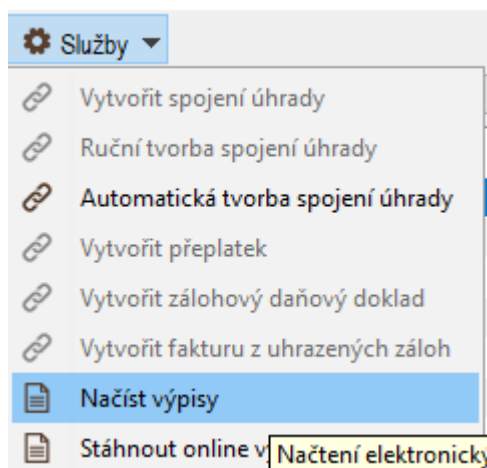 Služby
Vytvořit spojení úhrady
Ruční tvorba spojení úhrady
Automatická tvorba spojení úhrady
Vytvořit přeplatek
Vytvořit zálohový daňový doklad
Vytvořit fakturu z uhrazených záloh
Načíst výpisy
Stáhnout online
Načtení elektronický